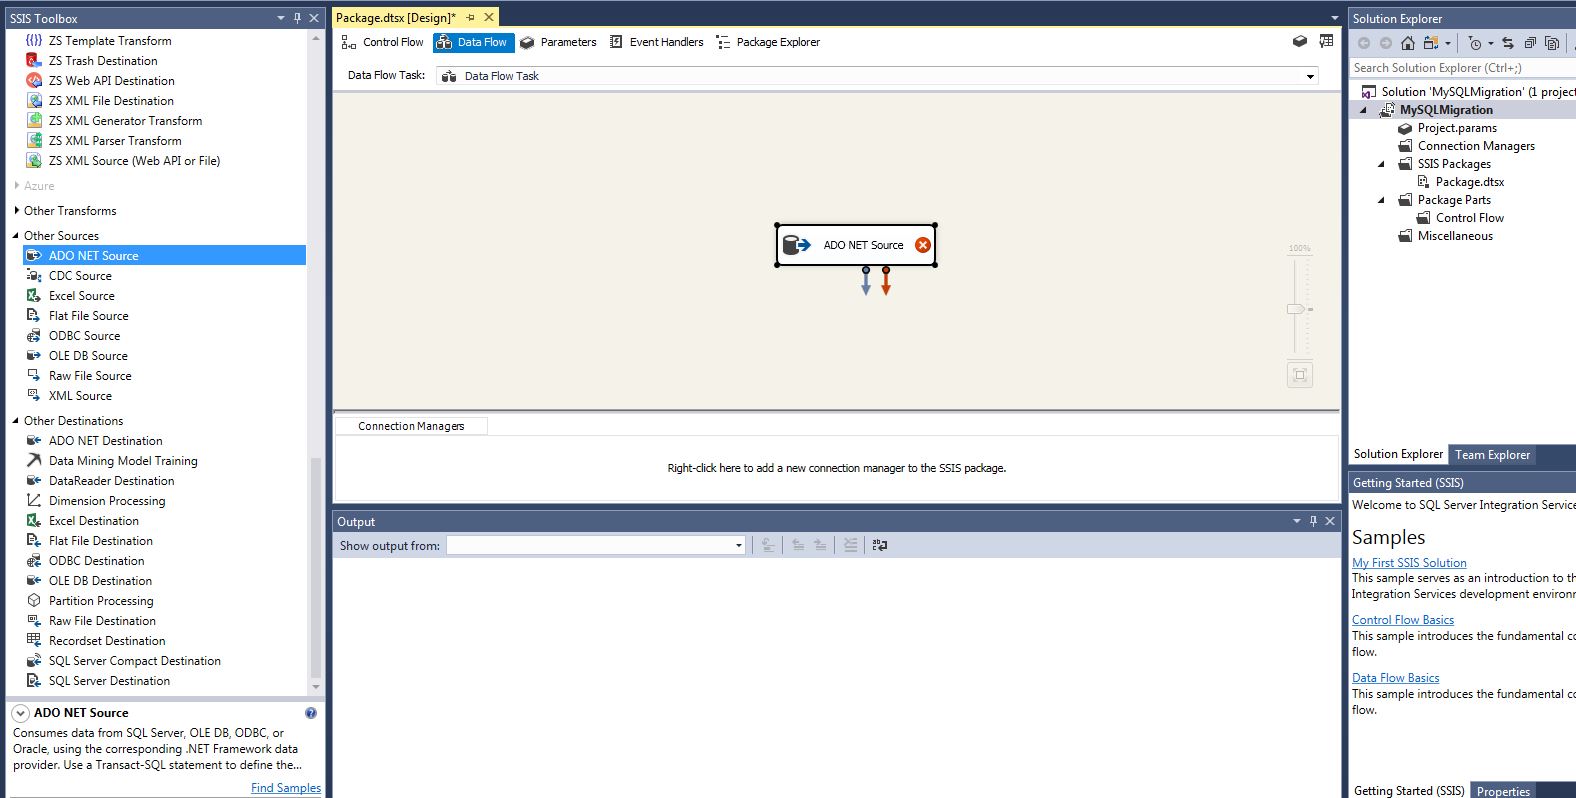 SSIS Toolbox
ZS Template Transform
ZS Trash Destination
ZS Web API Destination
ZS XML File Destination
ZS XML Generator Transform
ZS XML Parser Transform
ZS XML Source (Web API or File)
Azure
Other Transforms
Other Sources
ADO NET Source
CDC Source
Excel Source
Flat File Source
ODBC Source
OLE DB Source
Raw File Source
XML Source
Other Destinations
ADO NET Destination
Data Mining Model Training
DataReader Destination
Dimension Processing
Excel Destination
Flat File Destination
ODBC Destination
OLE DB Destination
Partition Processing
Raw File Destination
Recordset Destination
SQL Server Compact Destination
SQL Server Destination
ADO NET Source
Consumes data from SQL Server, OLE DB, ODBC, or
Oracle, using the corresponding .NET Framework data
provider. Use a Transact-SQL statement to define the...
Find Samples
Package.dtsx [Design]*
Control Flow Data Flow Parameters Event Handlers Package Explorer
Data Flow Task: Data Flow Task
ADO NET Source
100%
Connection Managers
Right-click here to add a new connection manager to the SSIS package.
Output
Show output from:
Solution Explorer
Search Solution Explorer (Ctrl+;)
Solution 'MySQLMigration' (1 project
MySQLMigration
Project.params
Connection Managers
SSIS Packages
Package.dtsx
Package Parts
Control Flow
Miscellaneous
Solution Explorer Team Explorer
Getting Started (SSIS)
Welcome to SQL Server Integration Service
Samples
My First SSIS Solution
This sample serves as an introduction to th
Integration Services development environ
Control Flow Basics
This sample introduces the fundamental co
flow.
Data Flow Basics
This sample introduces the fundamental co
flow.
Getting Started (SSIS) Properties